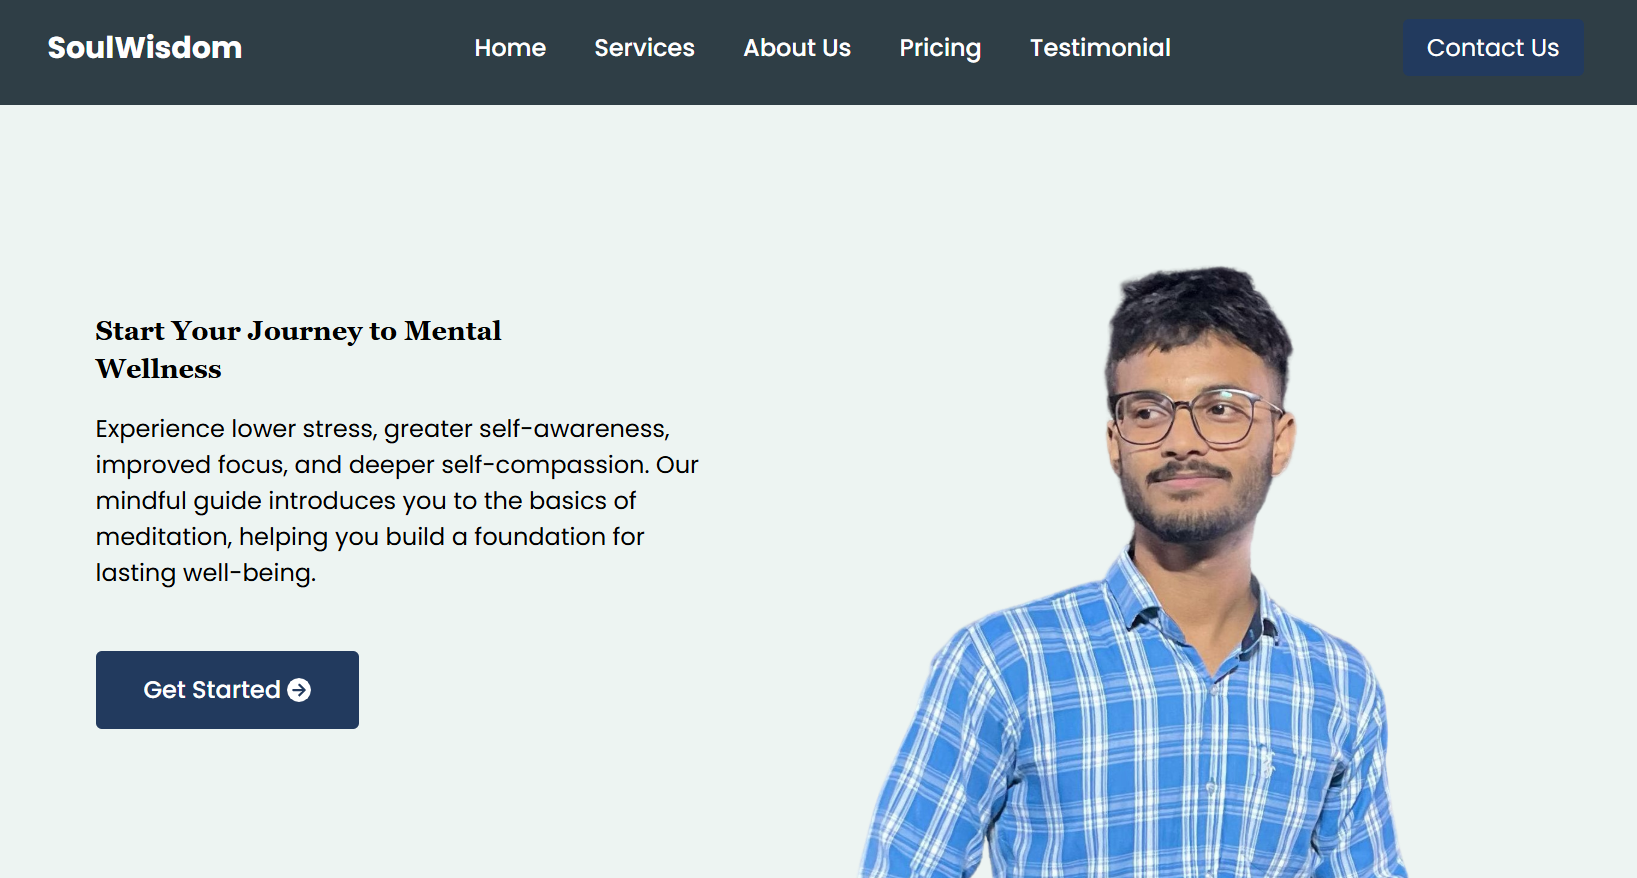 SoulWisdom
Home Services About Us Pricing Testimonial
Contact Us
Start Your Journey to Mental
Wellness
Experience lower stress, greater self-awareness,
improved focus, and deeper self-compassion. Our
mindful guide introduces you to the basics of
meditation, helping you build a foundation for
lasting well-being.
Get Started